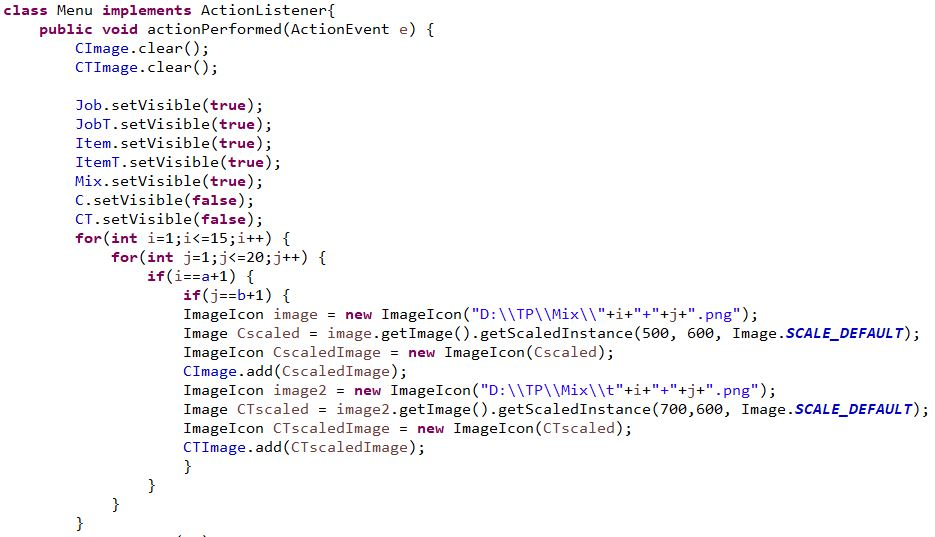 class Menu implements ActionListener{
public void actionPerformed(ActionEvent e) {
CImage.clear();
CTImage.clear();
Job.setVisible(true);
JobT.setVisible(true);
Item.setVisible(true);
ItemT.setVisible(true);
Mix.setVisible(true);
C.setVisible(false);
CT.setVisible(false);
for(int i=1;i<=15;i++) {
for(int j=1;j<=20;j++) {
if(i==a+1) {
if(j==b+1) {
ImageIcon image = new ImageIcon("D:\\TP\\Mix\\"+i+"+"+j+".png");
Image Cscaled = image.getImage().getScaledInstance(500, 600, Image.SCALE_DEFAULT);
ImageIcon CscaledImage = new ImageIcon(Cscaled);
CImage.add(CscaledImage);
ImageIcon image2 = new ImageIcon("D:\\TP\\Mix\\t"+i+"+"+j+".png");
Image CTscaled = image2.getImage().getScaledInstance(700,600, Image.SCALE_DEFAULT);
ImageIcon CTscaledImage = new ImageIcon(CTscaled);
CTImage.add(CTscaledImage);
}
}
}
}